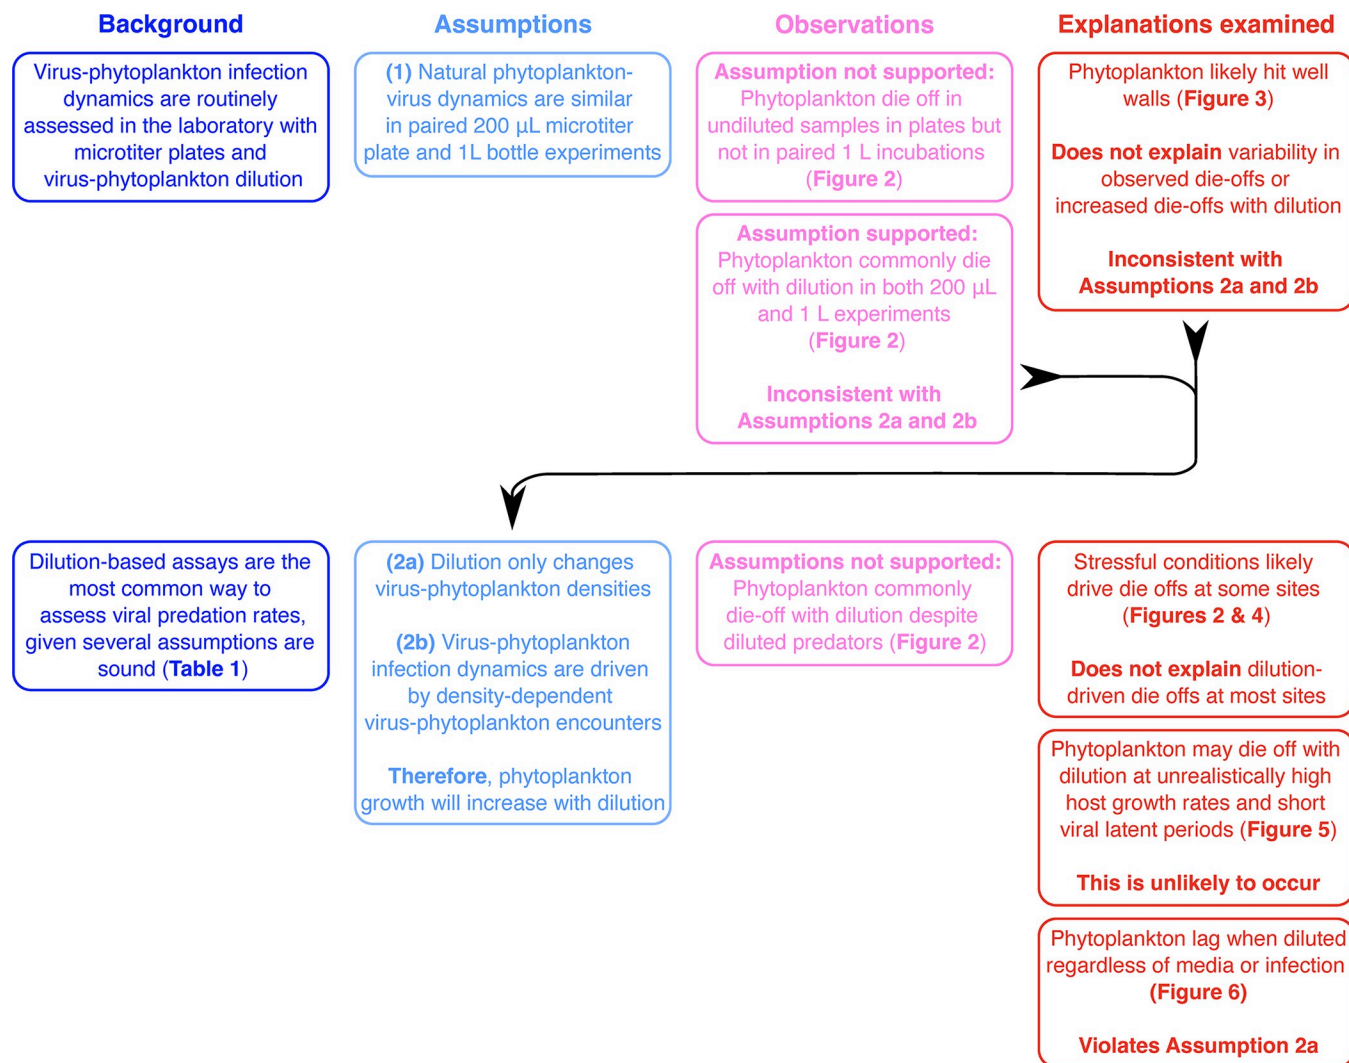 Background
Assumptions
Observations
Explanations examined
Virus-phytoplankton infection
dynamics are routinely
assessed in the laboratory with
microtiter plates and
virus-phytoplankton dilution
(1) Natural phytoplankton-
virus dynamics are similar
in paired 200 μL microtiter
plate and 1L bottle experiments
Assumption not supported:
Phytoplankton die off in
undiluted samples in plates but
not in paired 1 L incubations
(Figure 2)
Assumption supported:
Phytoplankton commonly die
off with dilution in both 200 μL
and 1 L experiments
(Figure 2)
Inconsistent with
Assumptions 2a and 2b
Phytoplankton likely hit well
walls (Figure 3)
Does not explain variability in
observed die-offs or
increased die-offs with dilution
Inconsistent with
Assumptions 2a and 2b
Dilution-based assays are the
most common way to
assess viral predation rates,
given several assumptions are
sound (Table 1)
(2a) Dilution only changes
virus-phytoplankton densities
(2b) Virus-phytoplankton
infection dynamics are driven
by density-dependent
virus-phytoplankton encounters
Therefore, phytoplankton
growth will increase with dilution
Assumptions not supported:
Phytoplankton commonly
die-off with dilution despite
diluted predators (Figure 2)
Stressful conditions likely
drive die offs at some sites
(Figures 2 & 4)
Does not explain dilution-
driven die offs at most sites
Phytoplankton may die off with
dilution at unrealistically high
host growth rates and short
viral latent periods (Figure 5)
This is unlikely to occur
Phytoplankton lag when diluted
regardless of media or infection
(Figure 6)
Violates Assumption 2a